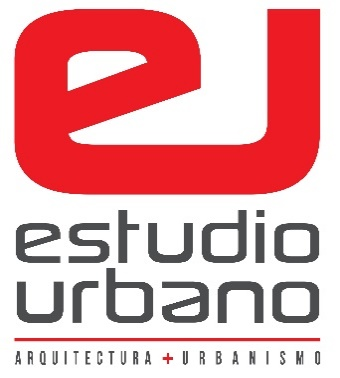 eu
estudio
urbano
ARQUITECTURA + URBANISMO